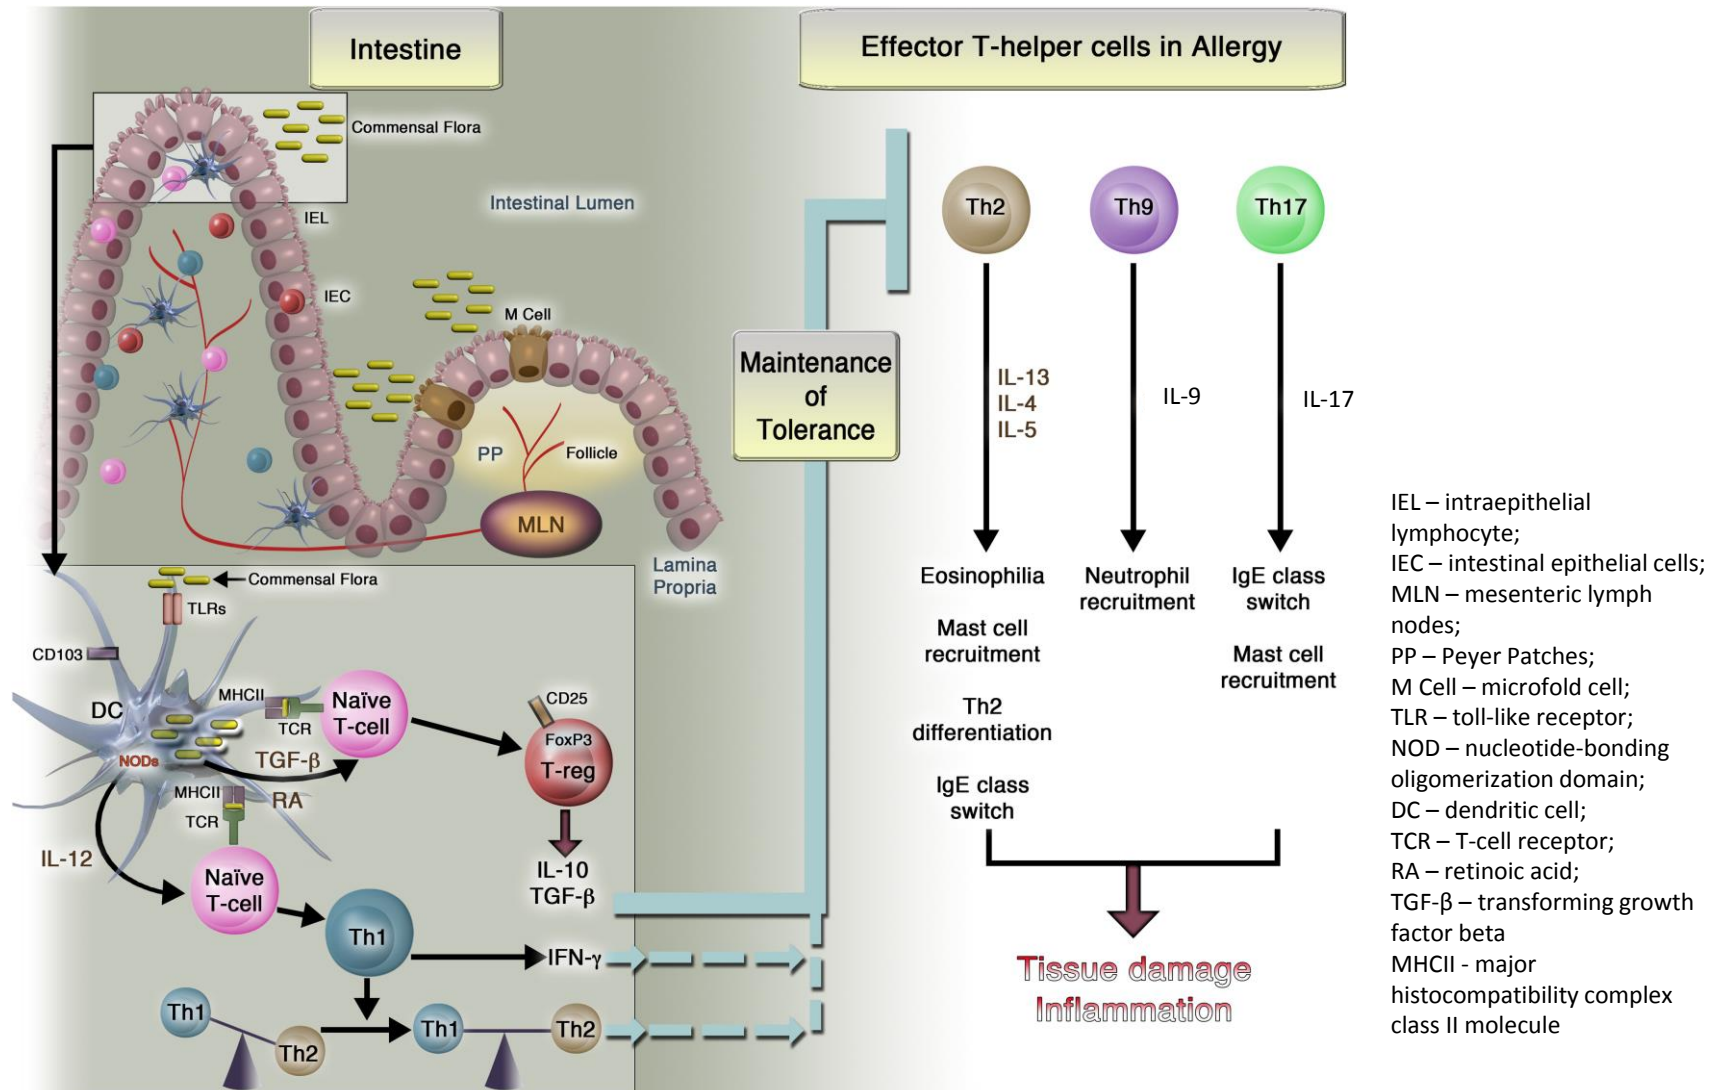 Intestine
Effector T-helper cells in Allergy
Commensal Flora
Intestinal Lumen
IEL
IEC
M Cell
PP
Follicle
MLN
Lamina
Propria
Maintenance
of
Tolerance
Th2
Th9
Th17
IL-13
IL-4
IL-5
IL-9
IL-17
Eosinophilia
Mast cell
recruitment
Th2
differentiation
IgE class
switch
Neutrophil
recruitment
IgE class
switch
Mast cell
recruitment
Tissue damage
Inflammation
Commensal Flora
TLRs
CD103
DC
MHCII
TCR
Naïve
T-cell
NODs
TGF-β
RA
MHCII
TCR
CD25
FoxP3
T-reg
IL-12
Naïve
T-cell
IL-10
TGF-β
Th1
IFN-γ
Th1
Th2
Th1
Th2
IEL – intraepithelial
lymphocyte;
IEC – intestinal epithelial cells;
MLN – mesenteric lymph
nodes;
PP – Peyer Patches;
M Cell – microfold cell;
TLR – toll-like receptor;
NOD – nucleotide-bonding
oligomerization domain;
DC – dendritic cell;
TCR – T-cell receptor;
RA – retinoic acid;
TGF-β – transforming growth
factor beta
MHCII - major
histocompatibility complex
class II molecule